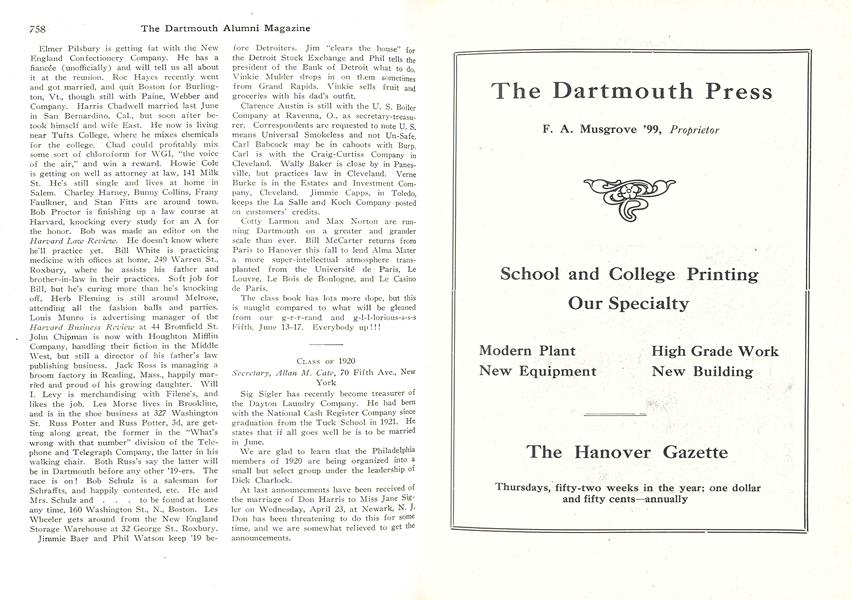 758
The Dartmouth Alumni Magazine
Elmer Pilsbury is getting fat with the New
England Confectionery Company. He has a
fiancée (unofficially) and will tell us all about
it at the reunion. Roc Hayes recently went
and got married, and quit Boston for Burling-
ton, Vt., though still with Paine, Webber and
Company. Harris Chadwell married last June
in San Bernardino, Cal., but soon after be-
took himself and wife East. He now is living
near Tufts College, where he mixes chemicals
for the college. Chad could profitably mix
some sort of chloroform for WGI, "the voice
of the air," and win a reward. Howie Cole
is getting on well as attorney at law, 141 Milk
St. He's still single and lives at home in
Salem. Charley Harney, Bunny Collins, Frany
Faulkner, and Stan Fitts are around town.
Bob Proctor is finishing up a law course at
Harvard, knocking every study for an A for
the honor. Bob was made an editor on the
Harvard Law Review. He doesn't know where
he'll practice yet. Bill White is practicing
medicine with offices at home, 249 Warren St.,
Roxbury, where he assists his father and
brother-in-law in their practices. Soft job for
Bill, but he's curing more than he's knocking
off. Herb Fleming is still around Melrose,
attending all the fashion balls and parties.
Louis Munro is advertising manager of the
Harvard Business Review at 44 Bromfield St.
John Chipman is now with Houghton Mifflin
Company, handling their fiction in the Middle
West, but still a director of his father's law
publishing business. Jack Ross is managing a
broom factory in Reading, Mass., happily mar-
ried and proud of his growing daughter. Will
I. Levy is merchandising with Filene's, and
likes the job. Les Morse lives in Brookline,
and is in the shoe business at 327 Washington
St. Russ Potter and Russ Potter, 3d, are get-
ting along great, the former in the "What's
wrong with that number" division of the Tele-
phone and Telegraph Company, the latter in his
walking chair. Both Russ's say the latter will
be in Dartmouth before any other '19-ers. The
race is on! Bob Schulz is a salesman for
Schraffts, and happily contented, etc. He and
Mrs. Schulz and . . . to be found at home
any time, 160 Washington St., N., Boston. Les
Wheeler gets around from the New England
Storage Warehouse at 32 George St., Roxbury.
Jimmie Baer and Phil Watson keep '19 be-
fore Detroiters. Jim "clears the house" for
the Detroit Stock Exchange and Phil tells the
president of the Bank of Detroit what to do.
Vinkie Mulder drops in on them sometimes
from Grand Rapids. Vinkie sells fruit and
groceries with his dad's outfit.
Clarence Austin is still with the U. S. Boiler
Company at Ravenna, O., as secretary-treasu-
rer. Correspondents are requested to note U. S.
means Universal Smokeless and not Un-Safe.
Carl Babcock may be in cahoots with Burp.
Carl is with the Craig-Curtiss Company in
Cleveland. Wally Baker is close by in Panes-
ville, but practices law in Cleveland. Verne
Burke is in the Estates and Investment Com-
pany, Cleveland. Jimmie Capps, in Toledo,
keeps the La Salle and Koch Company posted
on customers' credits.
Cotty Larmon and Max Norton are run-
ning Dartmouth on a greater and grander
scale than ever. Bill McCarter returns from
Paris to Hanover this fall to lend Alma Mater
a more super-intellectual atmosphere trans-
planted from the Université de Paris, Le
Louvre, Le Bois de Boulogne, and Le Casino
de Paris.
The class book has lots more dope, but this
is naught compared to what will be gleaned
from our g-r-r-rand and g-l-l-lorious-s-s-s
Fifth, June 13-17. Everybody up!!!
Class of 1920
Secretary, Allan M. Cate, 70 Fifth Ave., New
York
Sig Sigler has recently become treasurer of
the Dayton Laundry Company. He had been
with the National Cash Register Company since
graduation from the Tuck School in 1921. He
states that if all goes well he is to be married
in June.
We are glad to learn that the Philadelphia
members of 1920 are being organized into a
small but select group under the leadership of
Dick Charlock.
At last announcements have been received of
the marriage of Don Harris to Miss Jane Sig-
ler on Wednesday, April 23, at Newark, N. J.
Don has been threatening to do this for some
time, and we are somewhat relieved to get the
announcements.
The Dartmouth Press
F. A. Musgrove '99, Proprietor
School and College Printing
Our Specialty
Modern Plant High Grade Work
New Equipment New Building
The Hanover Gazette
Thursdays, fifty-two weeks in the year; one dollar
and fifty cents—annually